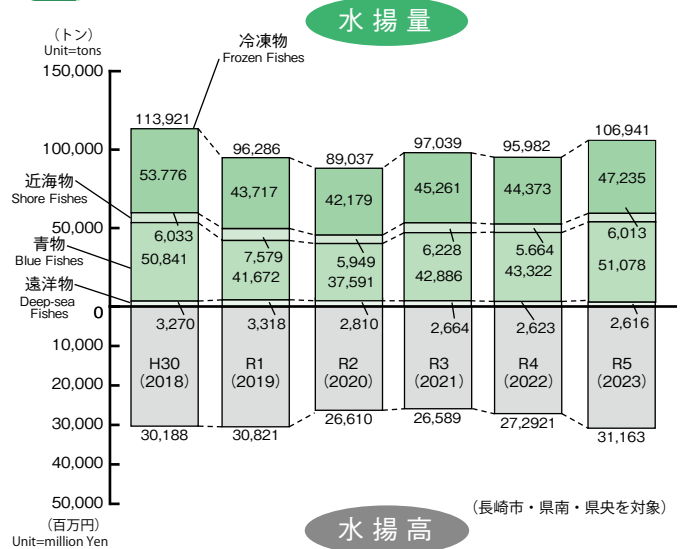 水揚量
（トン）
Unit=tons
冷凍物
Frozen Fishes
150,000
113,921
96,286
89,037
97,039
95,982
106,941
100,000
53.776
43,717
42,179
45,261
44,373
47,235
近海物
Shore Fishes
50,000
6,033
7,579
5,949
6,228
5.664
6,013
青物
Blue Fishes
50,841
41,672
37,591
42,886
43,322
51,078
遠洋物
Deep-sea
Fishes
0
3,270
3,318
2,810
2,664
2,623
2,616
10,000
H30
（2018）
R1
（2019）
R2
（2020）
R3
（2021）
R4
（2022）
R5
（2023）
20,000
30,000
30,188
30,821
26,610
26,589
27,2921
31,163
40,000
50,000
（百万円）
Unit=million Yen
水揚高
（長崎市・県南・県央を対象）